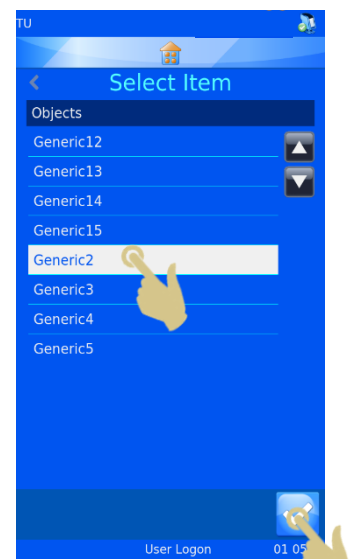 TU
Select Item
Objects
Generic12
Generic13
Generic14
Generic15
Generic2
Generic3
Generic4
Generic5
User Logon 01 05